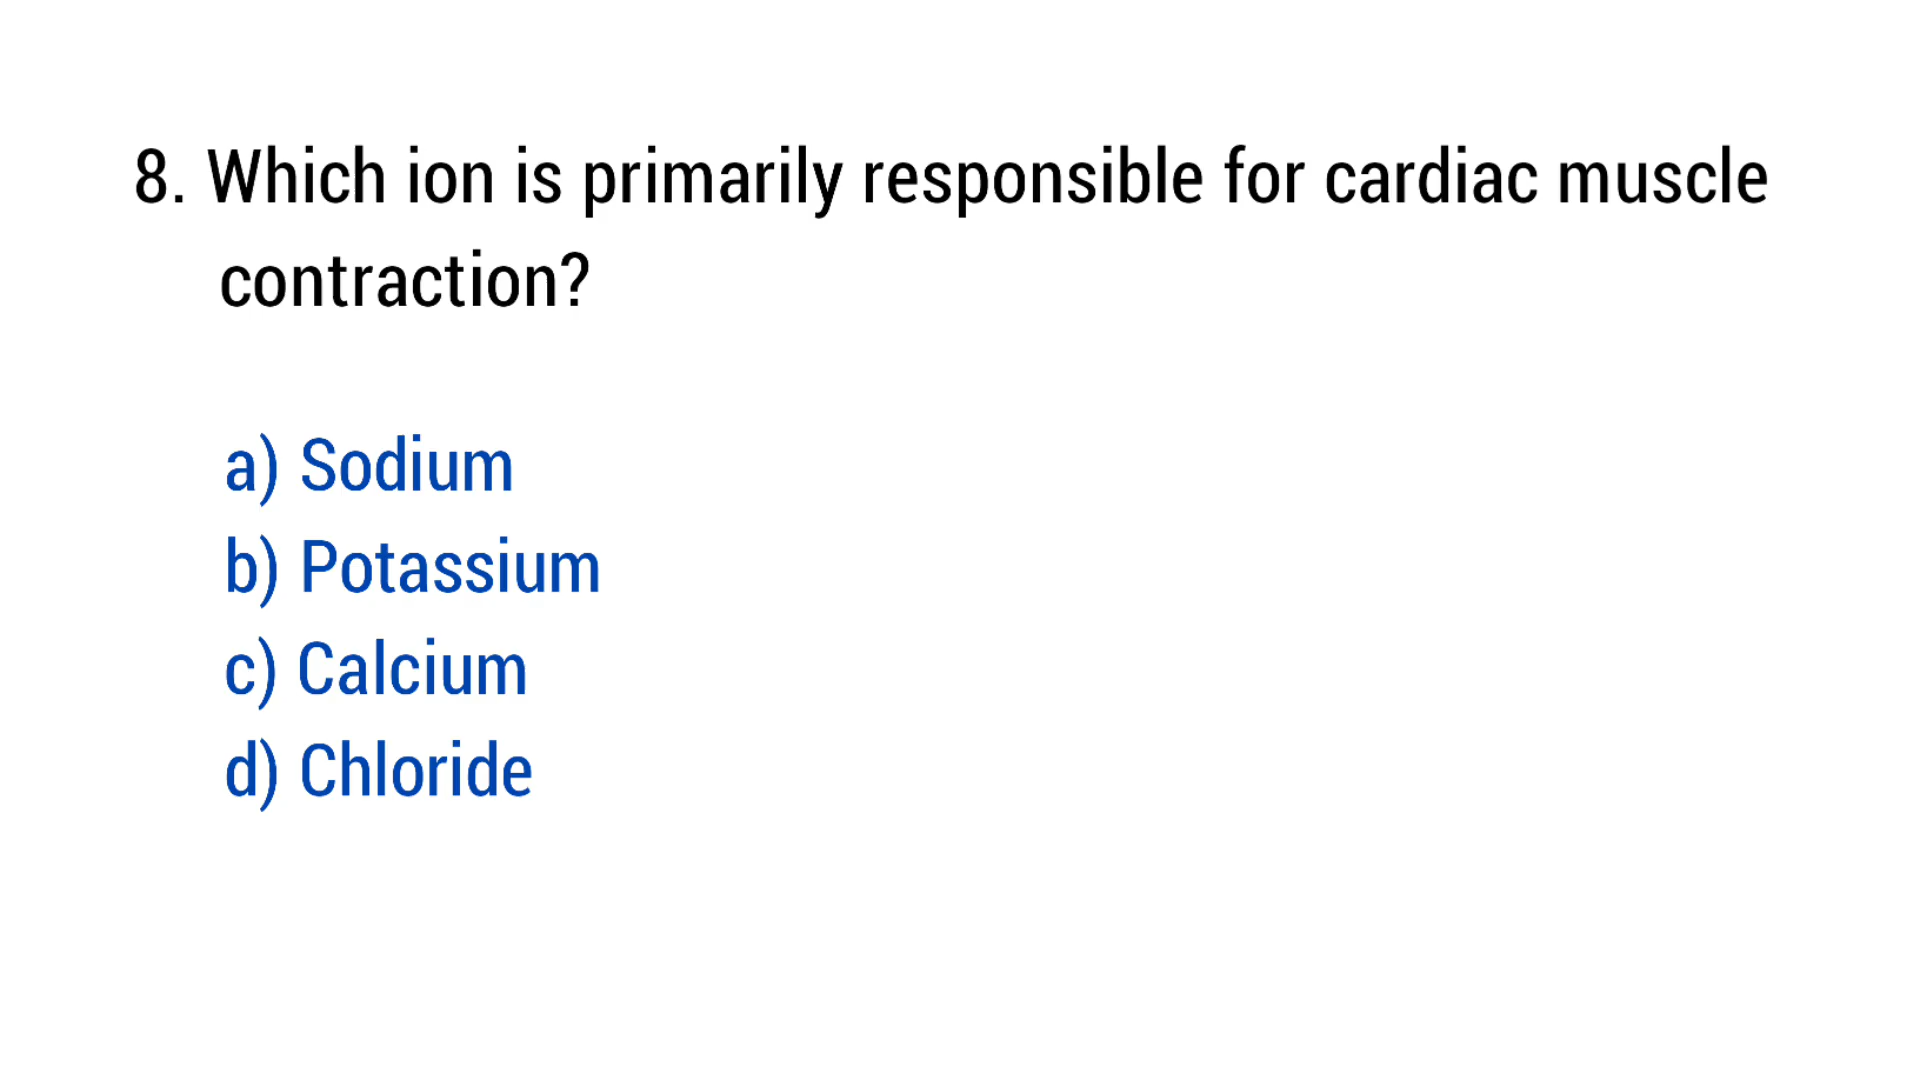 8. Which ion is primarily responsible for cardiac muscle
contraction?
a) Sodium
b) Potassium
c) Calcium
d) Chloride